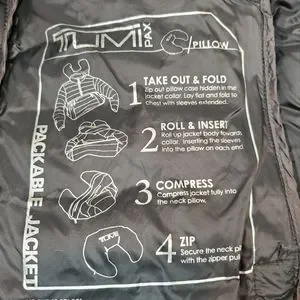 TUMI PAX
PILLOW
PACKABLE JACKET
1 TAKE OUT & FOLD
Zip out pillow case hidden in the
jacket collar. Lay flat and fold to
chest with sleeves extended.
2 ROLL & INSERT
Roll up jacket body towards
collar. Inserting the sleeves
into the pillow on each end.
3 COMPRESS
Compress jacket fully into
the neck pillow.
TUMI
4 ZIP
Secure the neck
with the zipper